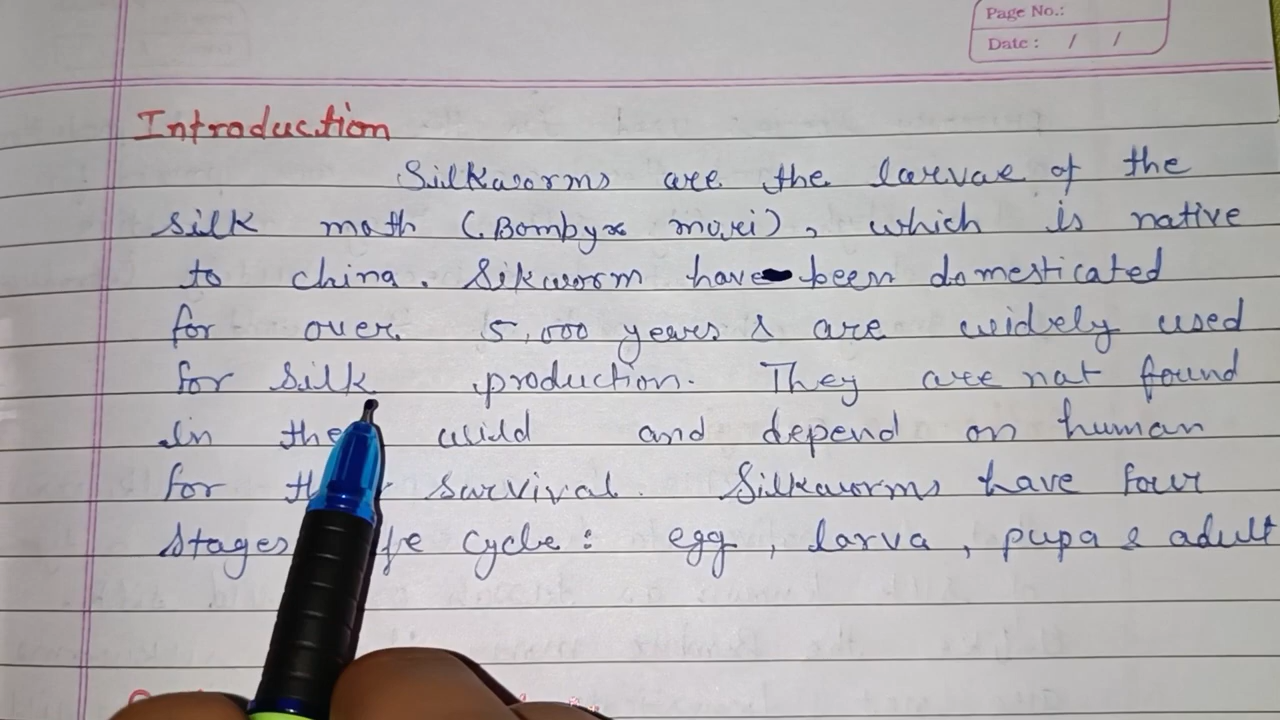 Page No.:
Date : / /
Introduction
Silkworms are the larvae of the
silk moth (Bombyx mori), which is native
to china. Sikworm have been domesticated
for over 5,000 years & are widely used
for silk production. They are not found
In the wild and depend on human
for survival. Silkworms have four
stages cycle: egg, larva, pupa & adult